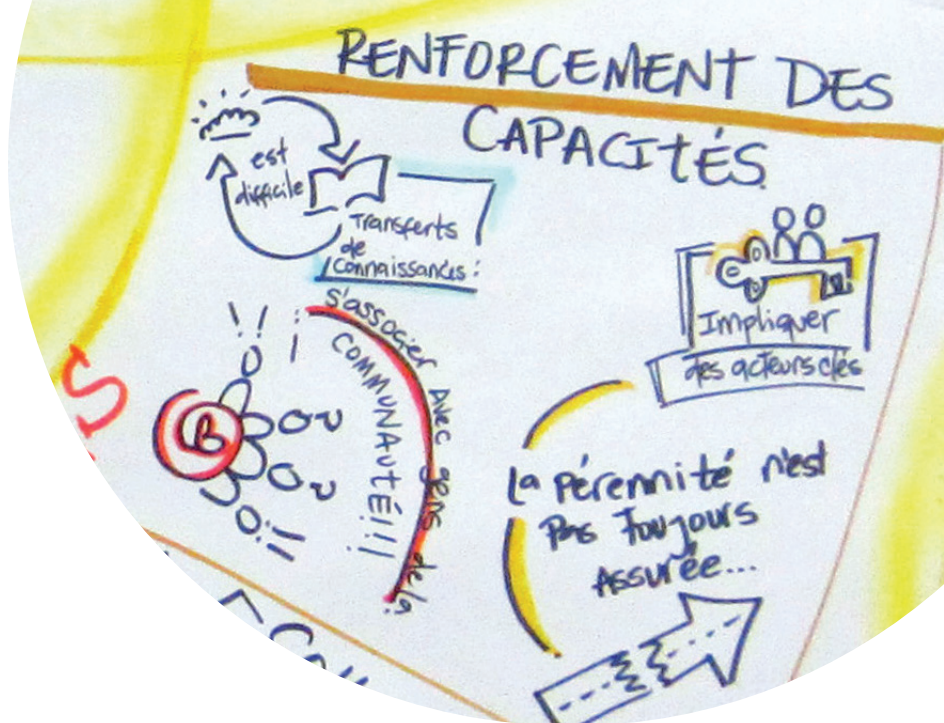 RENFORCEMENT DES
CAPACITÉS
est
difficile
Transferts
de
connaissances :
s'associer avec gens de la
COMMUNAUTÉ!!!
B
Impliquer
des acteurs clés
La pérennité n'est
pas toujours
assurée...
S